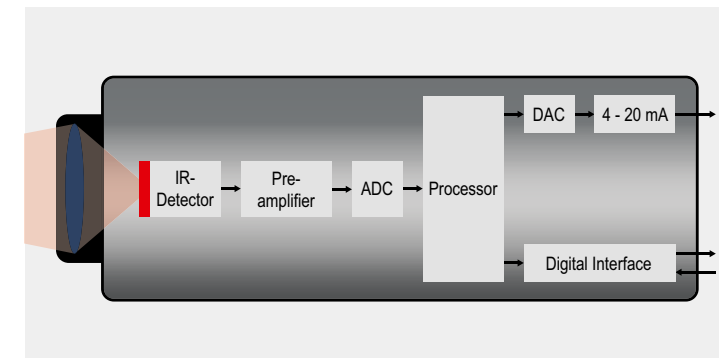 IR-
Detector
Pre-
amplifier
ADC
Processor
DAC
4 - 20 mA
Digital Interface